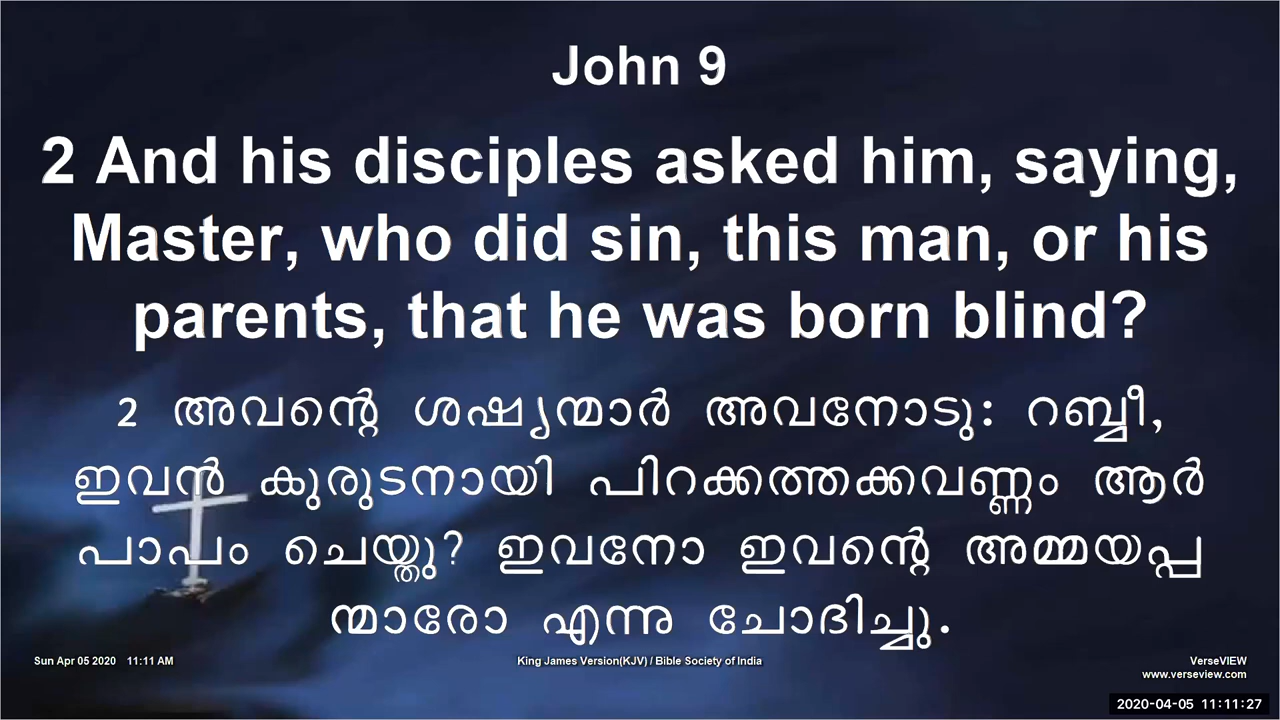 John 9
2 And his disciples asked him, saying,
Master, who did sin, this man, or his
parents, that he was born blind?
2 അവന്റെ ശഷ്യന്മാർ അവനോടു: റബ്ബീ,
ഇവൻ കുരുടനായി പിറക്കത്തക്കവണ്ണം ആർ
പാപം ചെയ്തു? ഇവനോ ഇവന്റെ അമ്മയപ്പ
ന്മാരോ എന്നു ചോദിച്ചു.
Sun Apr 05 2020 11:11 AM
King James Version(KJV) / Bible Society of India
VerseVIEW
www.verseview.com
2020-04-05 11:11:27